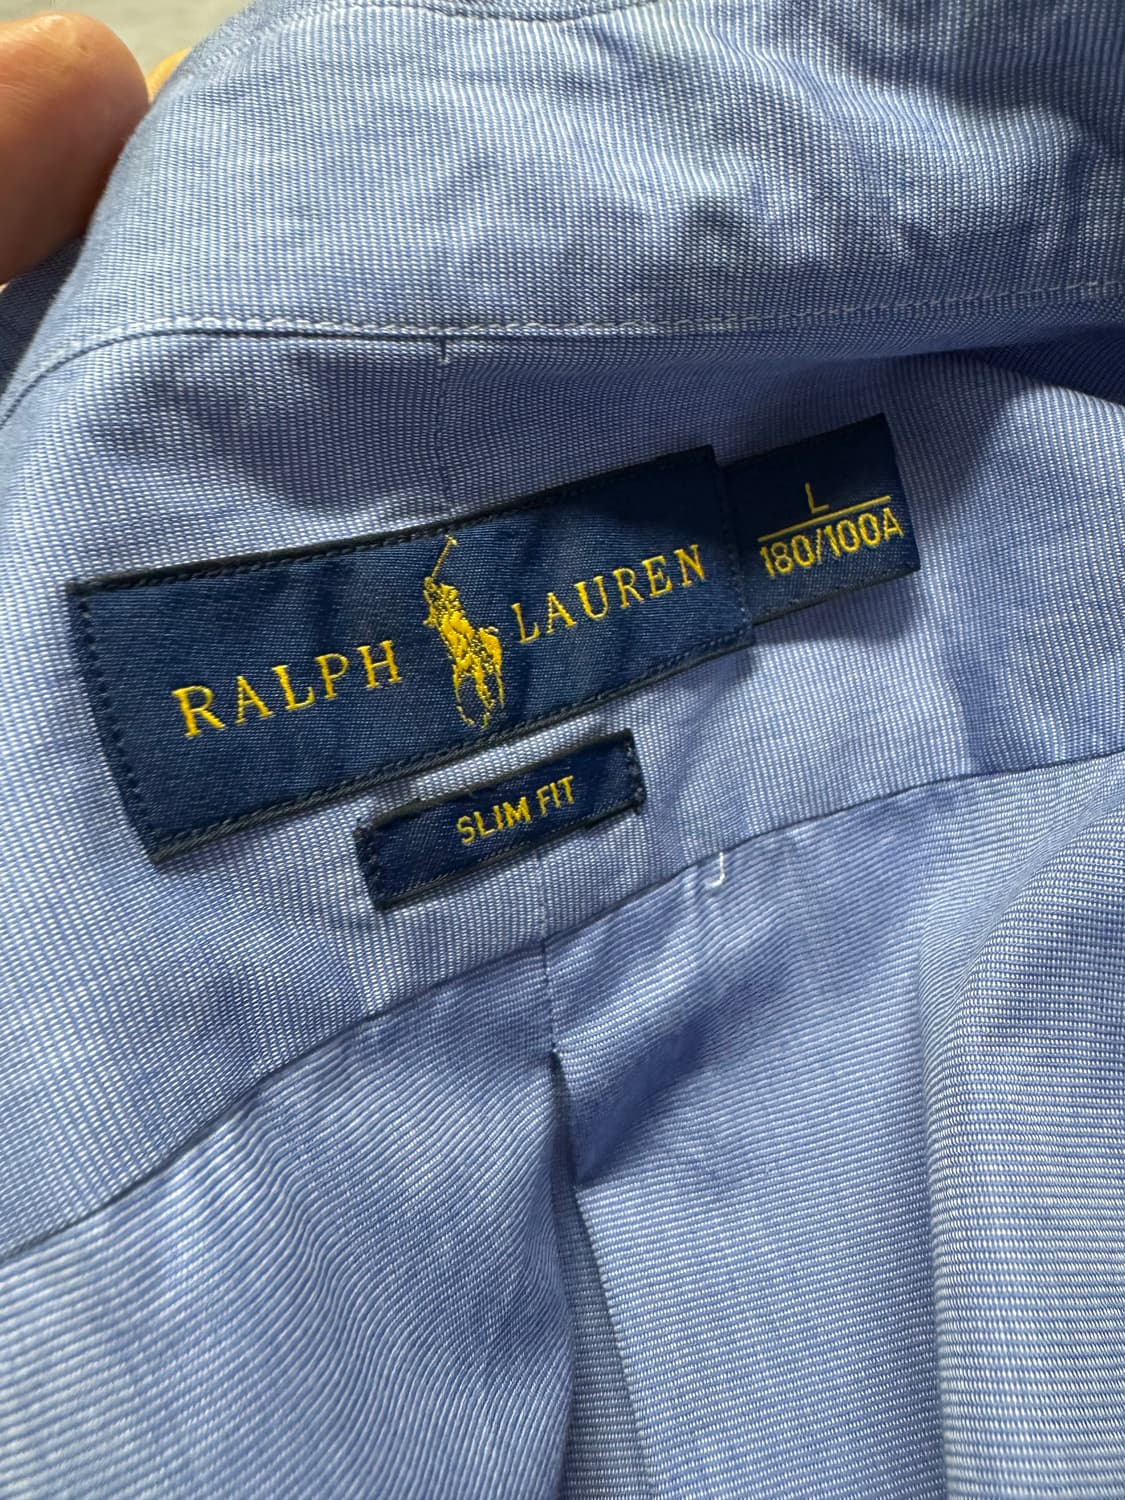 RALPH LAUREN
L
180/100A
SLIM FIT